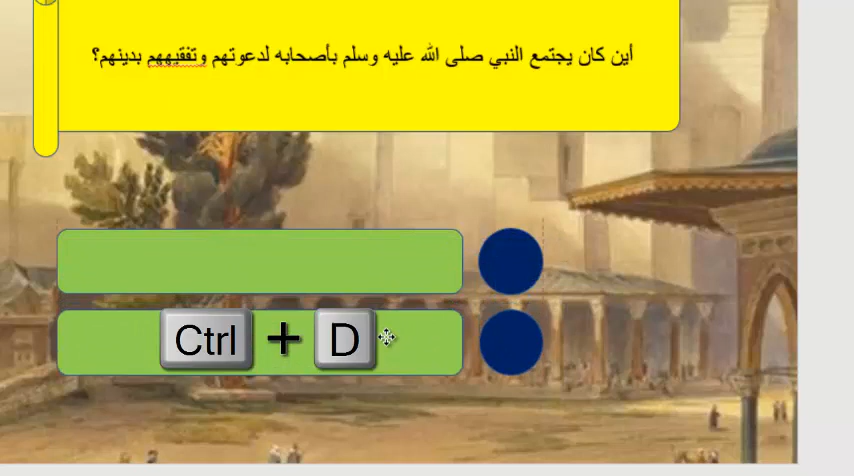 أين كان يجتمع النبي صلى الله عليه وسلم بأصحابه لدعوتهم وتفقيههم بدينهم؟
Ctrl + D